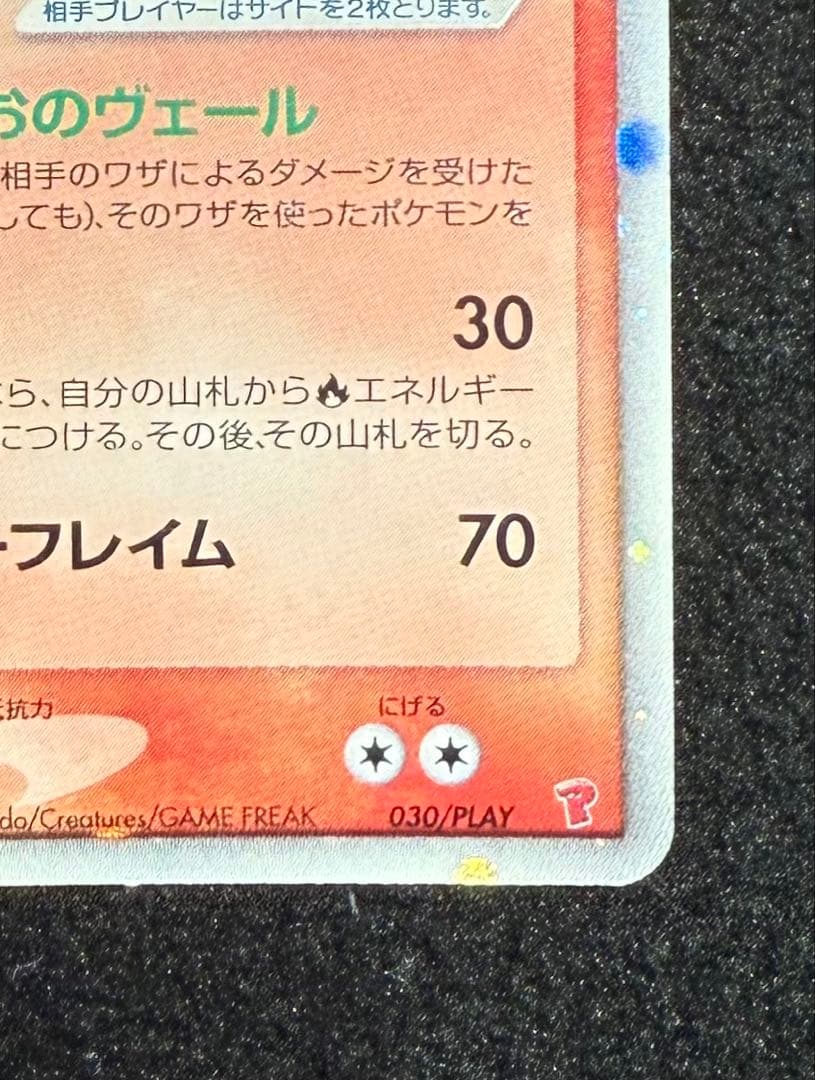 相手プレイヤーはサイドを2枚とります。
おのヴェール
相手のワザによるダメージを受けた
しても)、そのワザを使ったポケモンを
30
ら、自分の山札から エネルギー
につける。その後、その山札を切る。
ーフレイム 70
抗力 にげる
do/Creatures/GAME FREAK 030/PLAY
P